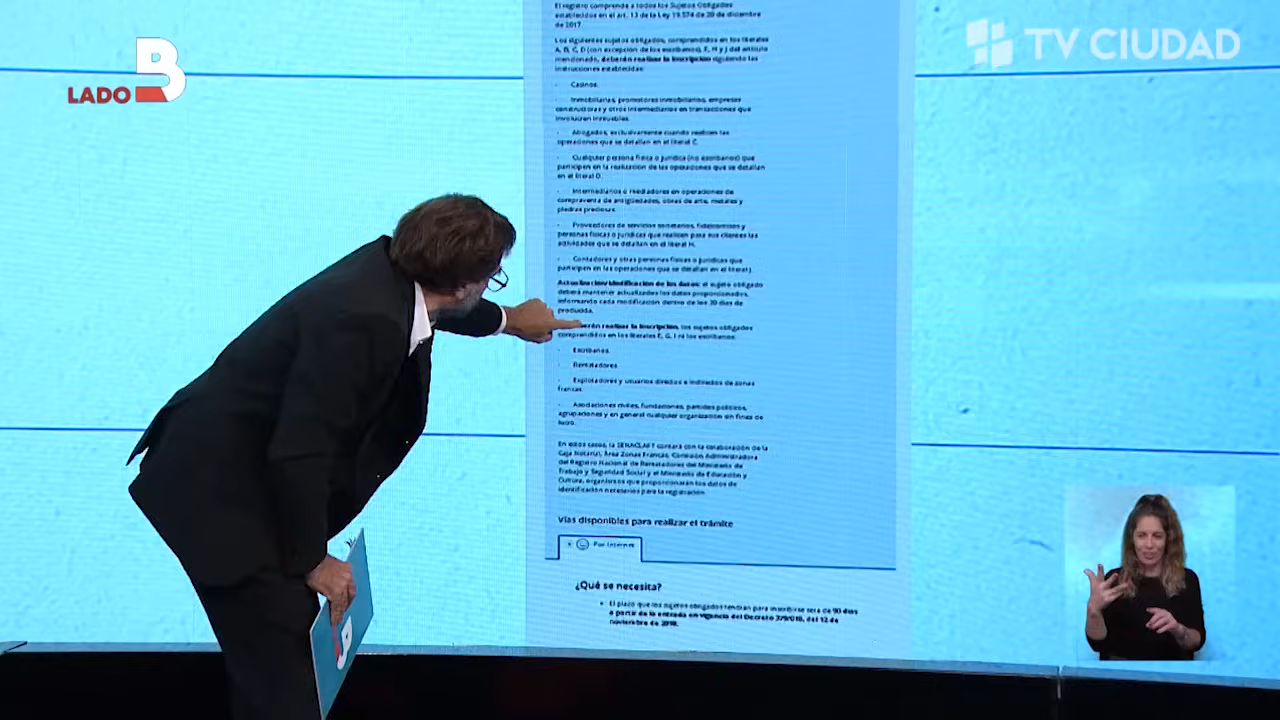 El registro comprende a todos los Sujetos Obligados
establecidos en el art. 13 de la Ley 19.574 de 20 de diciembre
de 2017
TV CIUDAD
LADO B
Los siguientes sujetos obligados, comprendidos en los literales
A, B, C, D (con excepción de los escribanos), F, H y J del artículo
mencionado, deberán realizar la inscripción siguiendo las
instrucciones establecidas:
- Casinos.
- Inmobiliarias, promotores inmobiliarios, empresas
constructoras y otros intermediarios en transacciones que
involucren inmuebles.
- Abogados, exclusivamente cuando realicen las
operaciones que se detallan en el literal C.
- Cualquier persona física o jurídica (no escribanos) que
participen en la realización de las operaciones que se detallan
en el literal D.
- Intermediarios o mediadores en operaciones de
compraventa de antigüedades, obras de arte, metales y
piedras preciosas.
- Proveedores de servicios societarios, fideicomisos y
personas físicas o jurídicas que realicen para sus clientes las
actividades que se detallan en el literal H.
- Contadores y otras personas físicas o jurídicas que
participen en las operaciones que se detallan en el literal J.
Actualización/Modificación de los datos: el sujeto obligado
deberá mantener actualizados los datos proporcionados,
informando cada modificación dentro de los 30 días de
producida.
realizar la inscripción, los sujetos obligados
comprendidos en los literales E, G, I ni los escribanos:
- Escribanos.
- Rematadores
- Explotadores y usuarios directos e indirectos de zonas
francas.
- Asociaciones civiles, fundaciones, partidos políticos,
agrupaciones y en general cualquier organización sin fines de
lucro.
En estos casos, la SENACLAFT contará con la colaboración de la
Caja Notarial, Área Zonas Francas, Comisión Administradora
del Registro Nacional de Rematadores del Ministerio de
Trabajo y Seguridad Social y el Ministerio de Educación y
Cultura, organismos que proporcionarán los datos de
identificación necesarios para la registración.
Vías disponibles para realizar el trámite
Por Internet
¿Qué se necesita?
• El plazo que los sujetos obligados tendrán para inscribirse será de 90 días
a partir de la entrada en vigencia del Decreto 379/018, del 12 de
noviembre de 2018.
B